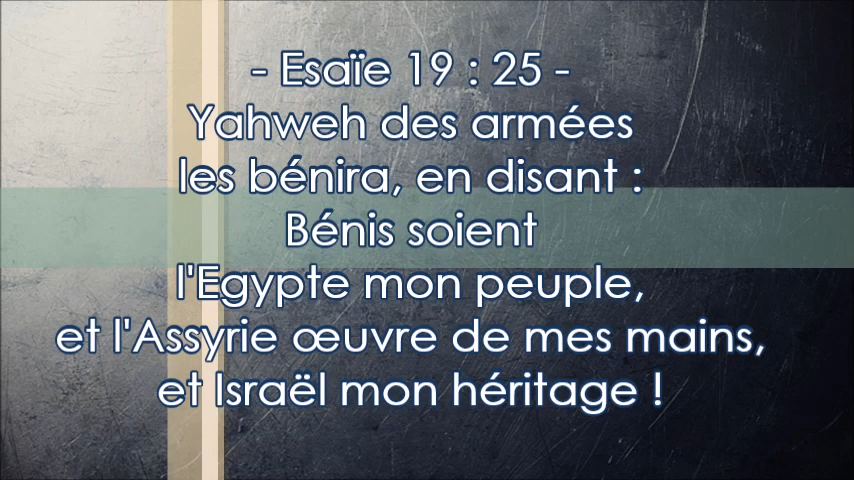 - Esaïe 19 : 25 -
Yahweh des armées
les bénira, en disant :
Bénis soient
l'Egypte mon peuple,
et l'Assyrie œuvre de mes mains,
et Israël mon héritage !